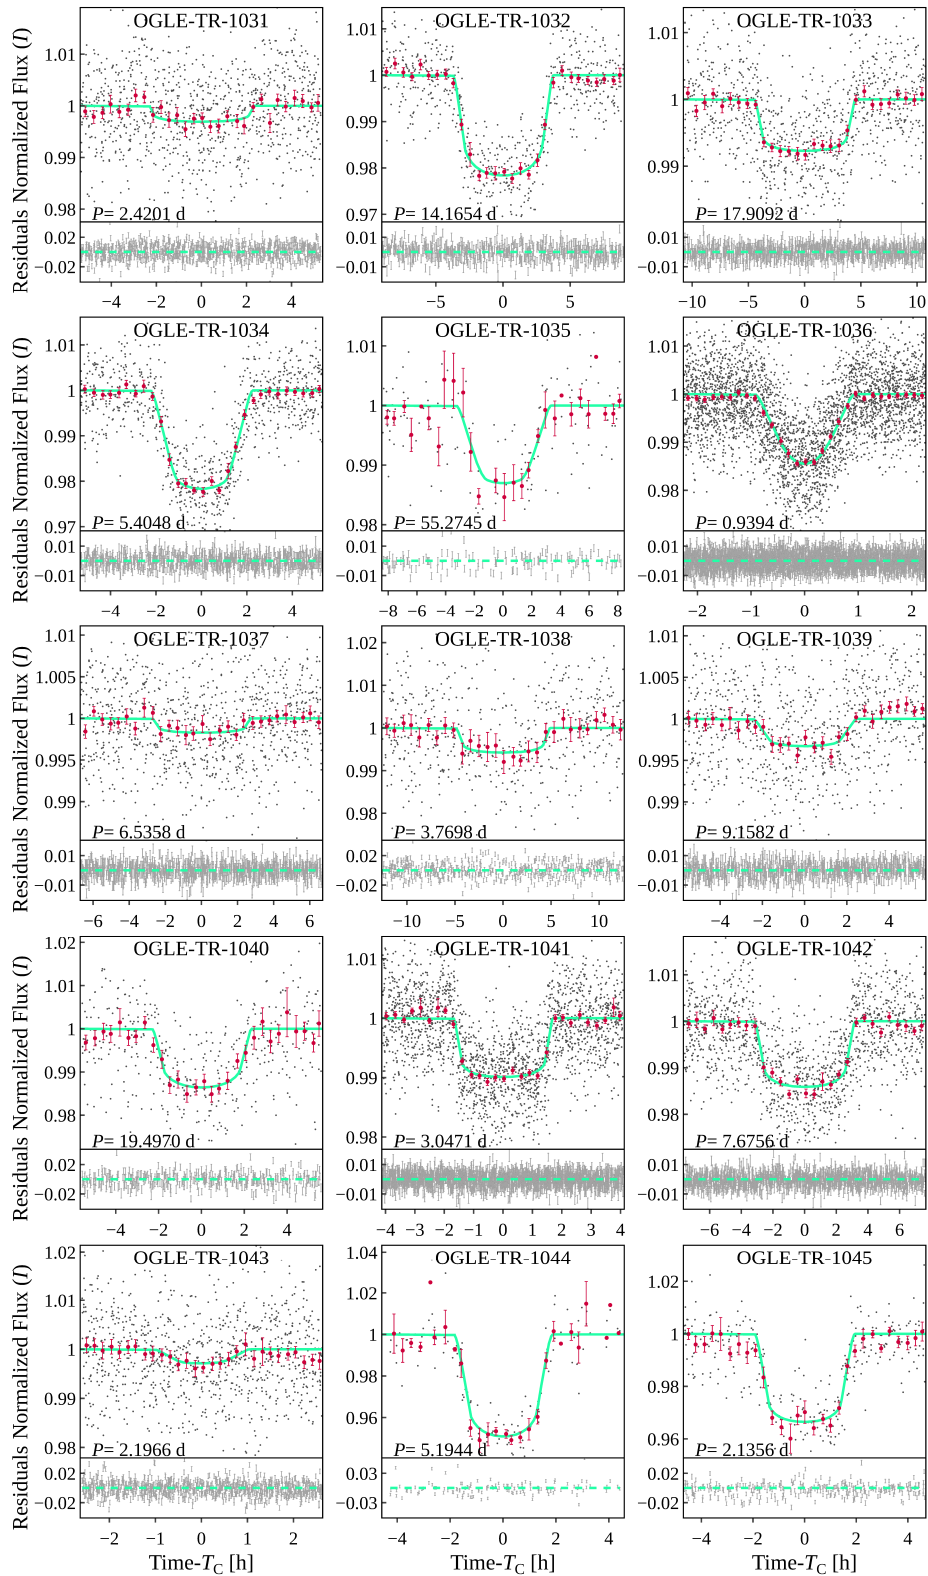 OGLE-TR-1031 OGLE-TR-1032 OGLE-TR-1033
Residuals Normalized Flux (I)
1.01 1 0.99 0.98
P= 2.4201 d
0.02 −0.02
−4 −2 0 2 4
1.01 1 0.99 0.98 0.97
P= 14.1654 d
0.01 −0.01
−5 0 5
1.01 1 0.99
P= 17.9092 d
0.01 −0.01
−10 −5 0 5 10
OGLE-TR-1034 OGLE-TR-1035 OGLE-TR-1036
Residuals Normalized Flux (I)
1.01 1 0.99 0.98 0.97
P= 5.4048 d
0.01 −0.01
−4 −2 0 2 4
1.01 1 0.99 0.98
P= 55.2745 d
0.01 −0.01
−8 −6 −4 −2 0 2 4 6 8
1.01 1 0.99 0.98
P= 0.9394 d
0.01 −0.01
−2 −1 0 1 2
OGLE-TR-1037 OGLE-TR-1038 OGLE-TR-1039
Residuals Normalized Flux (I)
1.01 1.005 1 0.995 0.99
P= 6.5358 d
0.01 −0.01
−6 −4 −2 0 2 4 6
1.02 1.01 1 0.99 0.98
P= 3.7698 d
0.02 −0.02
−10 −5 0 5 10
1.01 1.005 1 0.995 0.99
P= 9.1582 d
0.01 −0.01
−4 −2 0 2 4
OGLE-TR-1040 OGLE-TR-1041 OGLE-TR-1042
Residuals Normalized Flux (I)
1.02 1.01 1 0.99 0.98
P= 19.4970 d
0.02 −0.02
−4 −2 0 2 4
1.01 1 0.99 0.98
P= 3.0471 d
0.01 −0.01
−4 −3 −2 −1 0 1 2 3 4
1.01 1 0.99 0.98
P= 7.6756 d
0.01 −0.01
−6 −4 −2 0 2 4 6
OGLE-TR-1043 OGLE-TR-1044 OGLE-TR-1045
Residuals Normalized Flux (I)
1.02 1.01 1 0.99 0.98
P= 2.1966 d
0.02 −0.02
−2 −1 0 1 2
Time-TC [h]
1.04 1.02 1 0.98 0.96
P= 5.1944 d
0.03 −0.03
−4 −2 0 2 4
Time-TC [h]
1.02 1 0.98 0.96
P= 2.1356 d
0.02 −0.02
−4 −2 0 2 4
Time-TC [h]